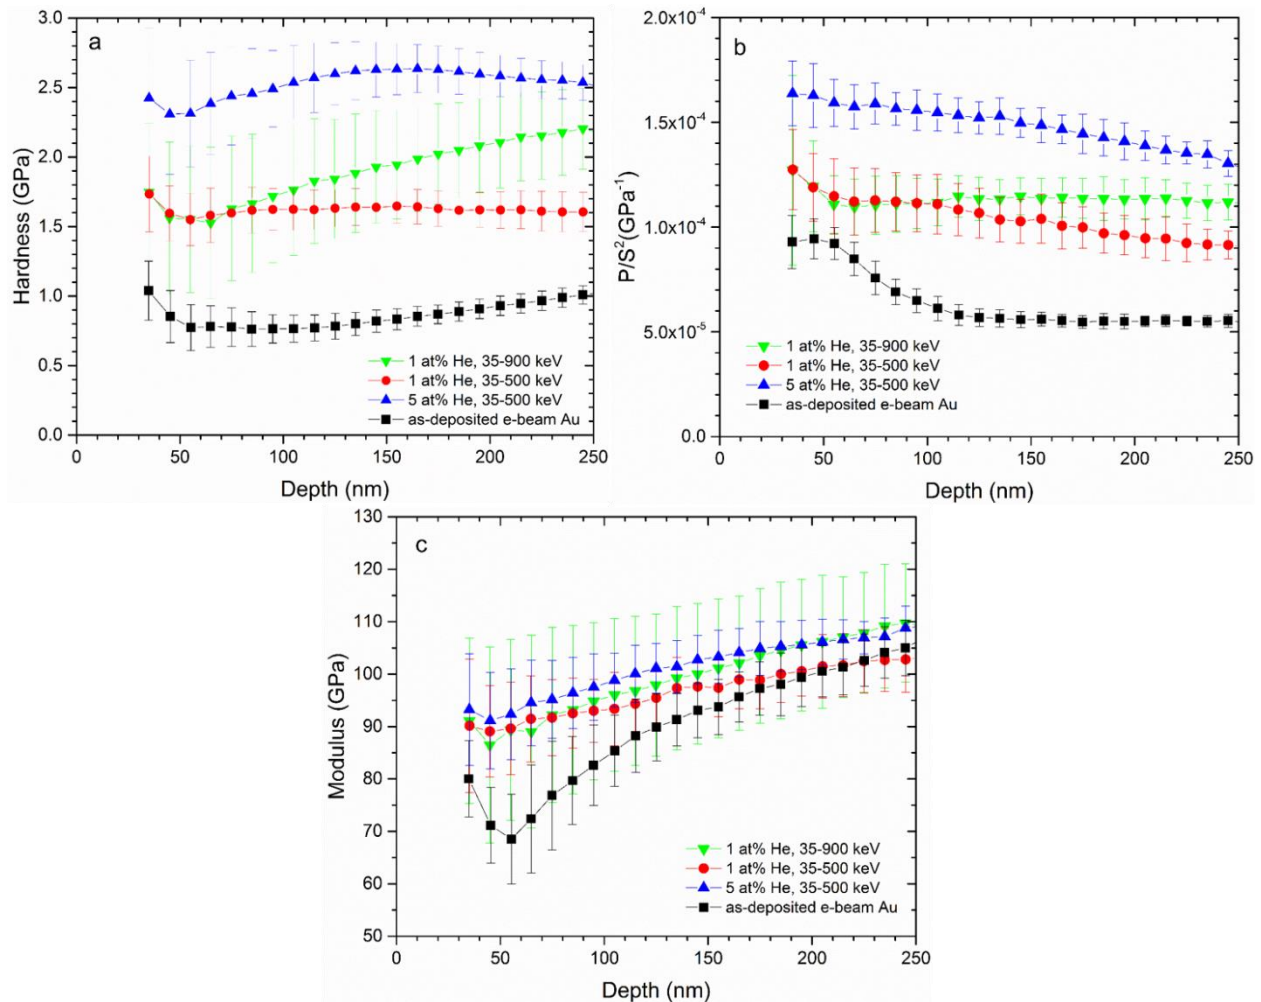 a
3.0
2.5
2.0
1.5
1.0
0.5
0.0
Hardness (GPa)
1 at% He, 35-900 keV
1 at% He, 35-500 keV
5 at% He, 35-500 keV
as-deposited e-beam Au
0 50 100 150 200 250
Depth (nm)
b
2.0x10⁻⁴
1.5x10⁻⁴
1.0x10⁻⁴
5.0x10⁻⁵
0.0
P/S²(GPa⁻¹)
1 at% He, 35-900 keV
1 at% He, 35-500 keV
5 at% He, 35-500 keV
as-deposited e-beam Au
0 50 100 150 200 250
Depth (nm)
c
130
120
110
100
90
80
70
60
50
Modulus (GPa)
1 at% He, 35-900 keV
1 at% He, 35-500 keV
5 at% He, 35-500 keV
as-deposited e-beam Au
0 50 100 150 200 250
Depth (nm)